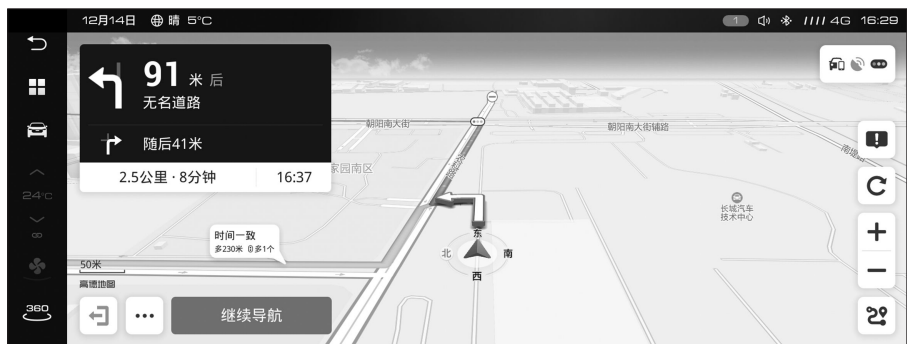 12月14日 晴 5°C
1 4G 16:29
91 米 后
无名道路
随后41米
2.5公里·8分钟 16:37
24°C
360
朝阳南大街
朝阳南大街辅路
家园南区
长城汽车
技术中心
时间一致
多230米 多1个
东
北 南
西
50米
高德地图
继续导航